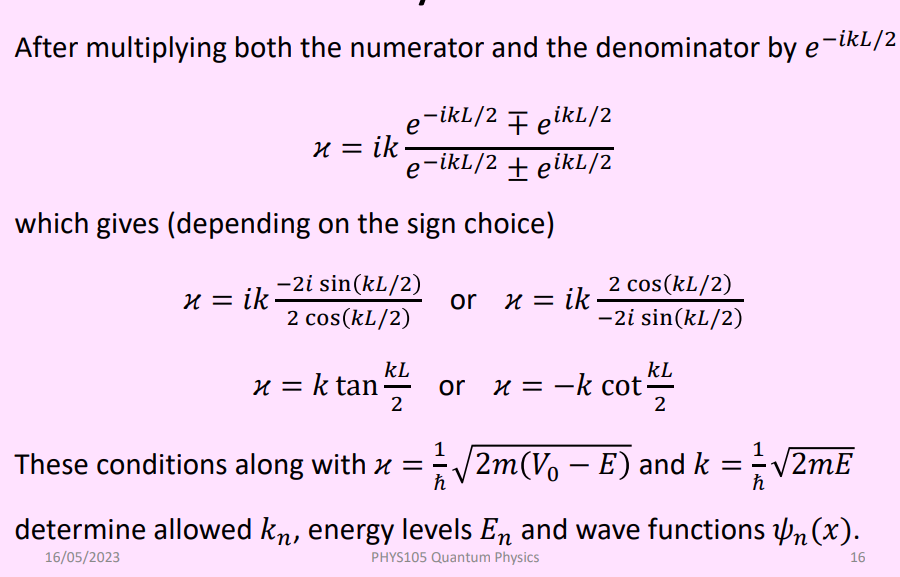 After multiplying both the numerator and the denominator by e^{−ikL/2}
ϰ = ik (e^{−ikL/2} ∓ e^{ikL/2}) / (e^{−ikL/2} ± e^{ikL/2})
which gives (depending on the sign choice)
ϰ = ik (−2i sin(kL/2)) / (2 cos(kL/2)) or ϰ = ik (2 cos(kL/2)) / (−2i sin(kL/2))
ϰ = k tan kL/2 or ϰ = −k cot kL/2
These conditions along with ϰ = 1/ħ √(2m(V₀ − E)) and k = 1/ħ √(2mE)
determine allowed kₙ, energy levels Eₙ and wave functions ψₙ(x).
16/05/2023 PHYS105 Quantum Physics 16